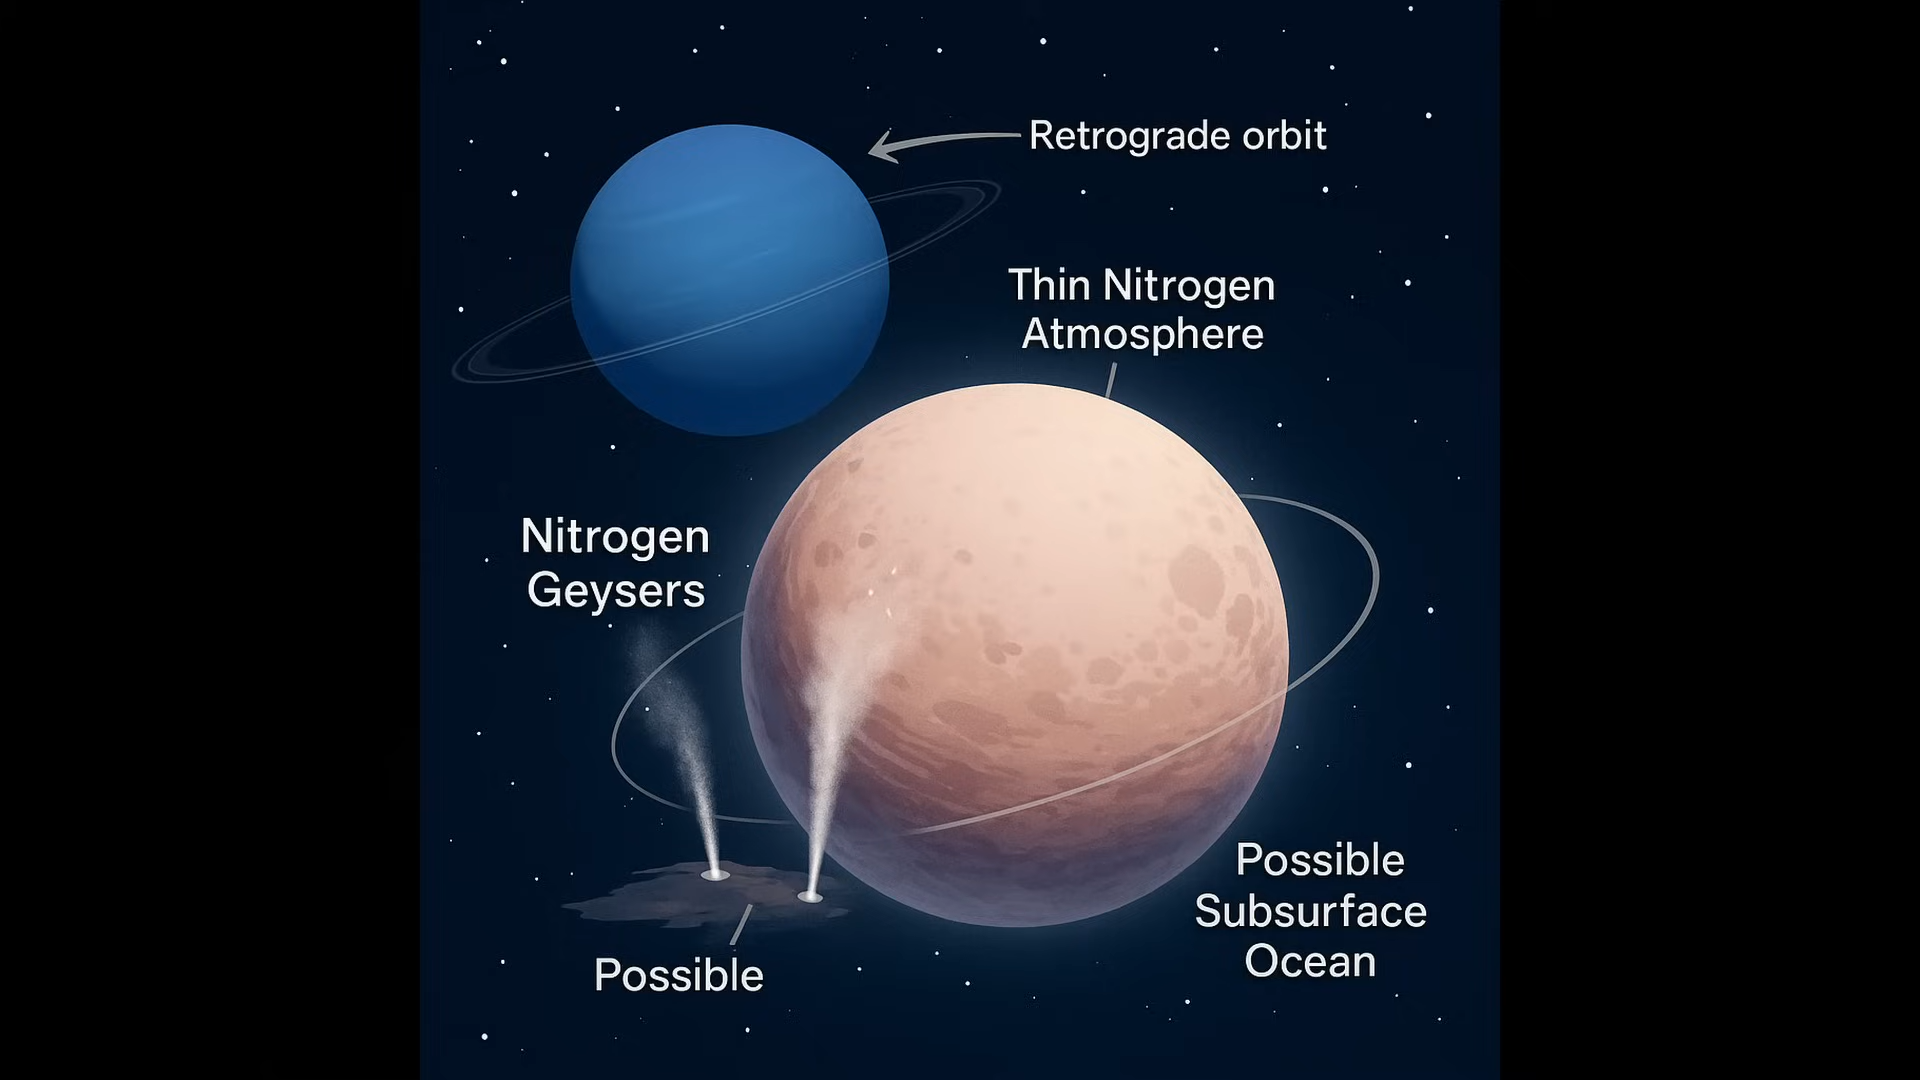 Retrograde orbit
Thin Nitrogen
Atmosphere
Nitrogen
Geysers
Possible
Subsurface
Ocean
Possible